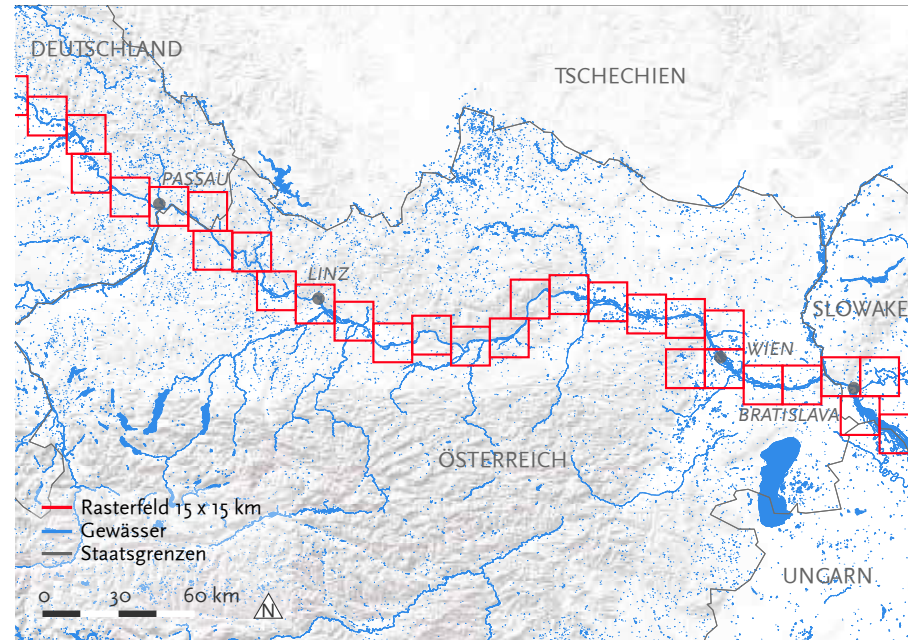 DEUTSCHLAND
TSCHECHIEN
PASSAU
LINZ
SLOWAKE
WIEN
BRATISLAVA
ÖSTERREICH
Rasterfeld 15 x 15 km
Gewässer
Staatsgrenzen
UNGARN
0 30 60 km
N